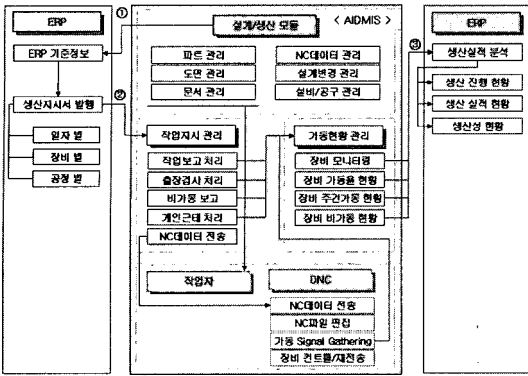 ERP
ERP 기준정보
생산지시서 발행
일자 별
장비 별
공정 별
①
②
설계/생산 모듈
< AIDMIS >
파트 관리
도면 관리
문서 관리
NC데이터 관리
설계변경 관리
설비/공구 관리
작업지시 관리
작업보고 처리
출장검사 처리
비가동 보고
개인근태 처리
NC데이터 전송
가동현황 관리
장비 모니터링
장비 가동율 현황
장비 주간가동 현황
장비 비가동 현황
작업자
DNC
NC데이터 전송
NC파일 편집
가동 Signal Gathering
장비 컨트롤/재전송
③
ERP
생산실적 분석
생산 진행 현황
생산 실적 현황
생산성 현황